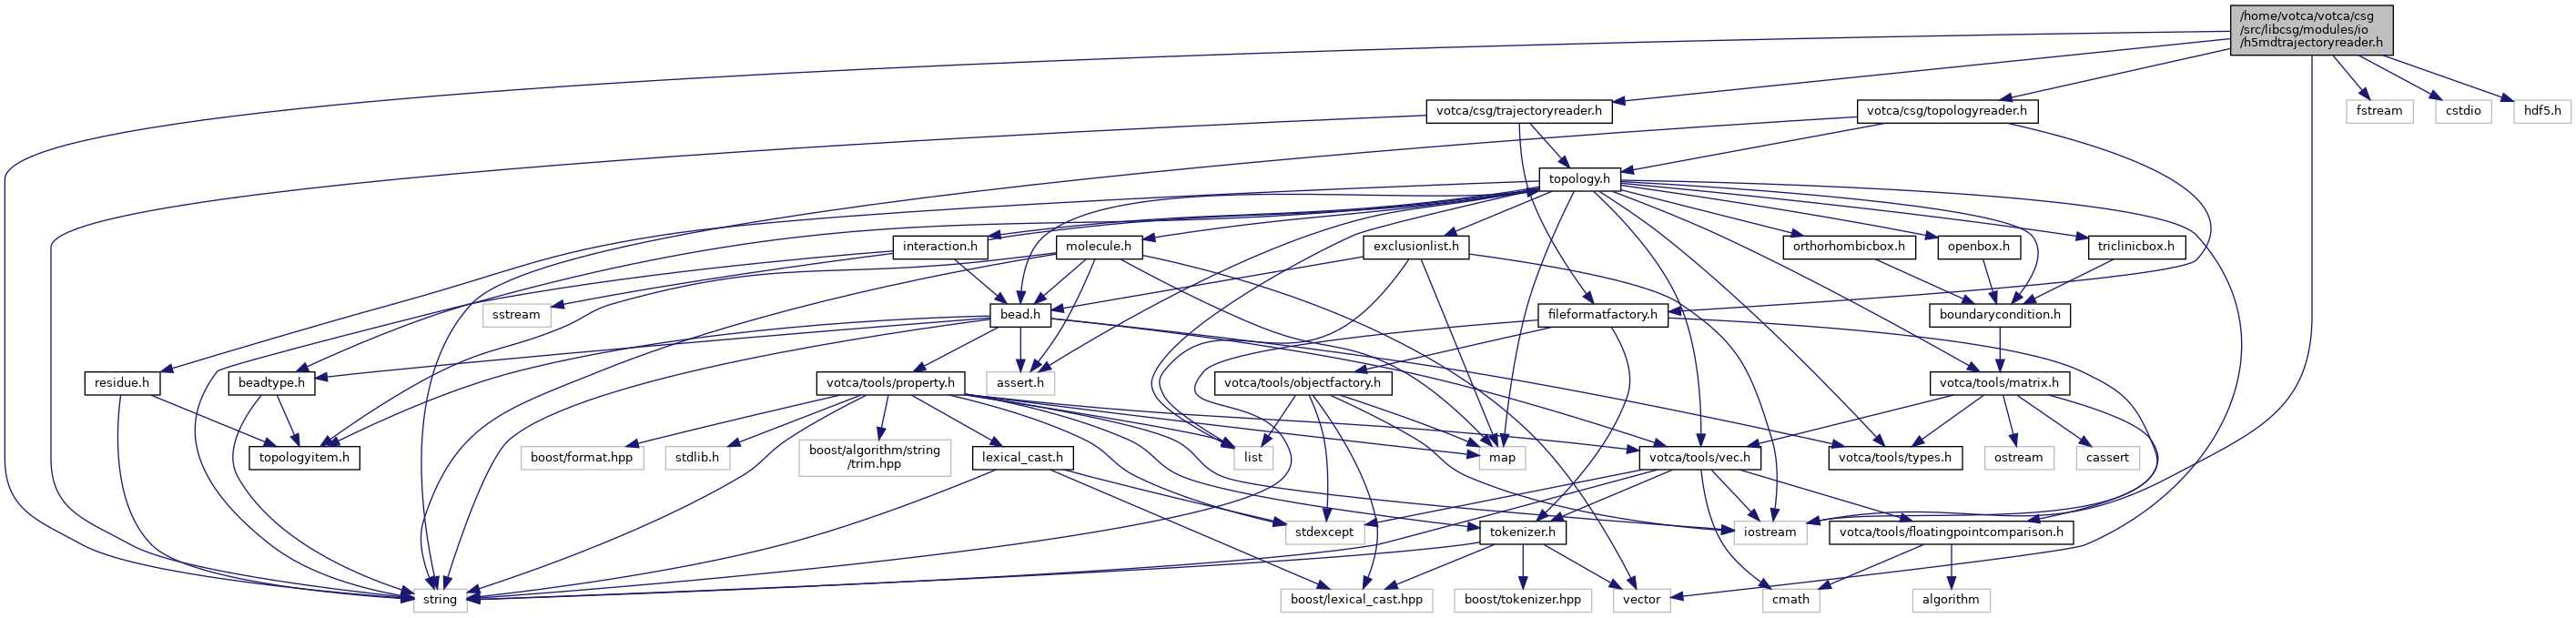 /home/votca/votca/csg
/src/libcsg/modules/io
/h5mdtrajectoryreader.h
votca/csg/trajectoryreader.h
votca/csg/topologyreader.h
fstream
cstdio
hdf5.h
topology.h
interaction.h
molecule.h
exclusionlist.h
orthorhombicbox.h
openbox.h
triclinicbox.h
sstream
bead.h
fileformatfactory.h
boundarycondition.h
residue.h
beadtype.h
votca/tools/property.h
assert.h
votca/tools/objectfactory.h
votca/tools/matrix.h
topologyitem.h
boost/format.hpp
stdlib.h
boost/algorithm/string
/trim.hpp
lexical_cast.h
list
map
votca/tools/vec.h
votca/tools/types.h
ostream
cassert
stdexcept
tokenizer.h
iostream
votca/tools/floatingpointcomparison.h
string
boost/lexical_cast.hpp
boost/tokenizer.hpp
vector
cmath
algorithm